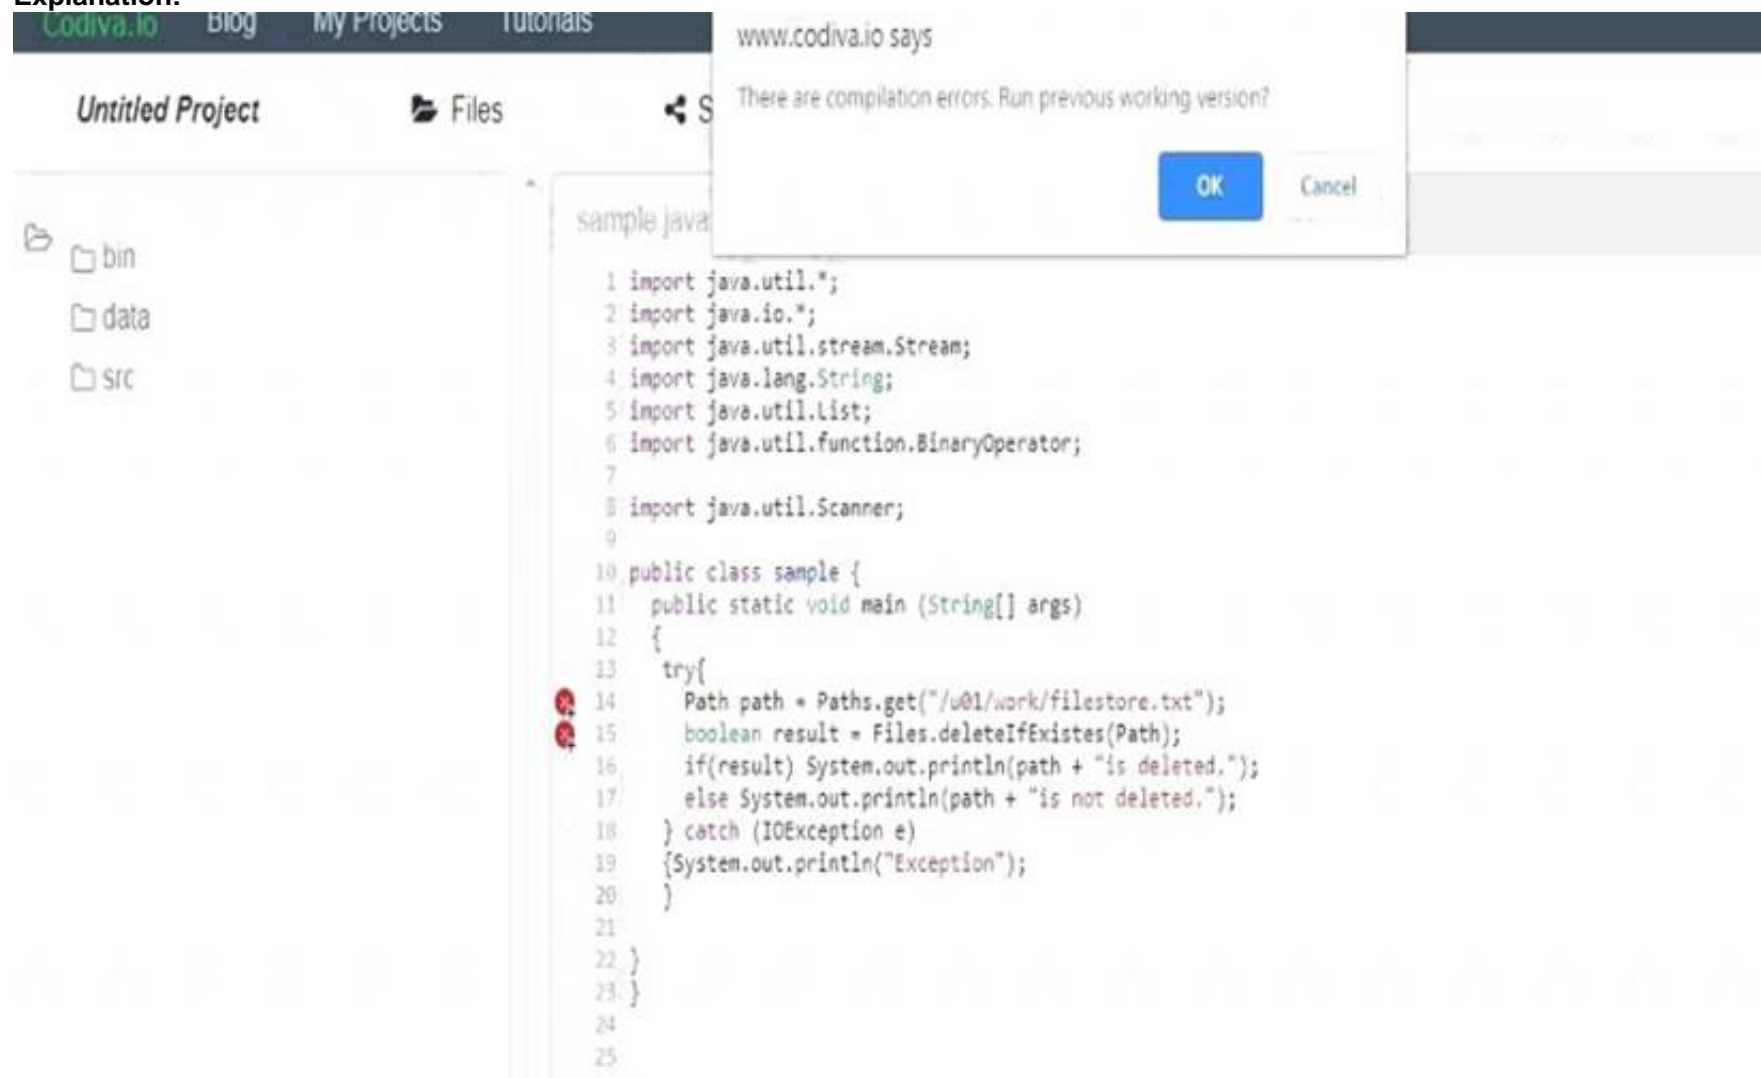 Explanation:
Codiva.io Blog My Projects Tutorials
www.codiva.io says
There are compilation errors. Run previous working version?
Untitled Project Files S
OK Cancel
sample java
bin
data
src
1 import java.util.*;
2 import java.io.*;
3 import java.util.stream.Stream;
4 import java.lang.String;
5 import java.util.List;
6 import java.util.function.BinaryOperator;
7
8 import java.util.Scanner;
9
10 public class sample {
11 public static void main (String[] args)
12 {
13 try{
14 Path path = Paths.get("/u01/work/filestore.txt");
15 boolean result = Files.deleteIfExistes(Path);
16 if(result) System.out.println(path + "is deleted.");
17 else System.out.println(path + "is not deleted.");
18 } catch (IOException e)
19 {System.out.println("Exception");
20 }
21
22 }
23 }
24
25